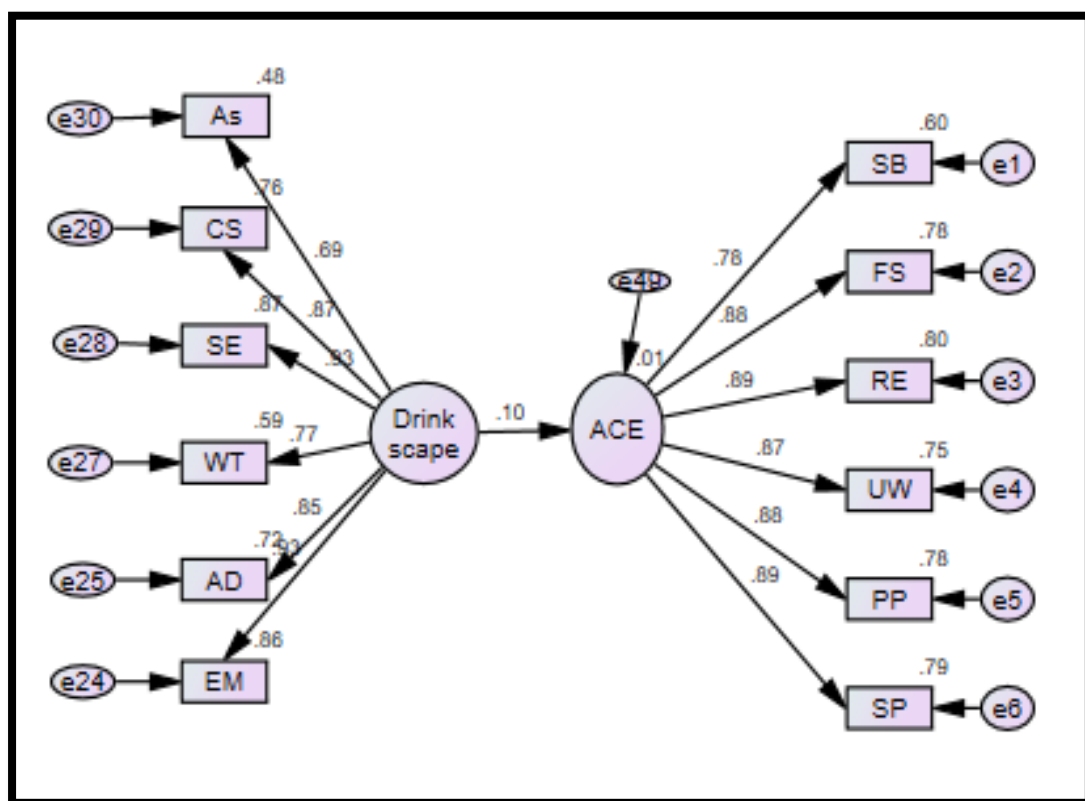 .48
e30
As
.76
e29
CS
.69
.87
.87
e28
SE
.93
.59
.77
e27
WT
.85
.72
.93
e25
AD
.86
e24
EM
Drink
scape
.10
e49
.01
ACE
.78
.88
.89
.87
.88
.89
.60
SB
e1
.78
FS
e2
.80
RE
e3
.75
UW
e4
.78
PP
e5
.79
SP
e6